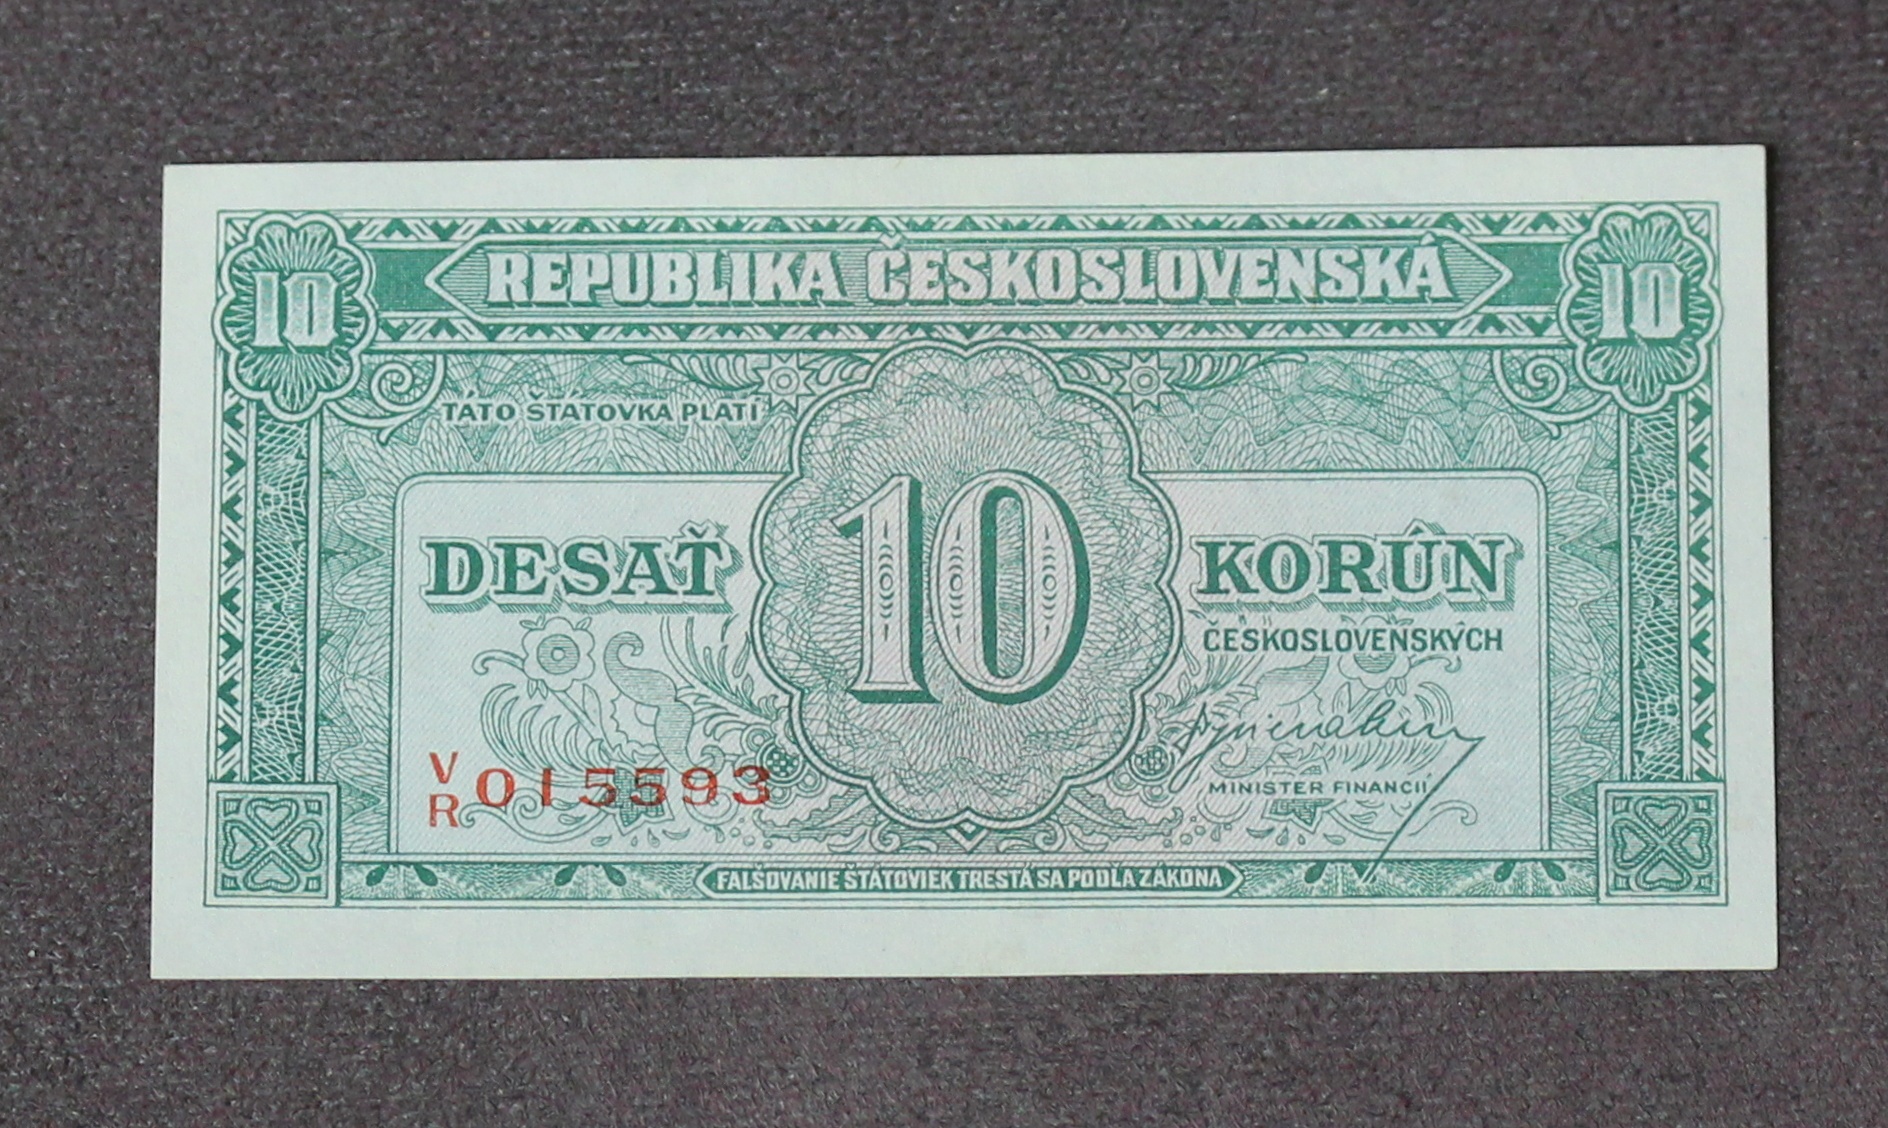 10 REPUBLIKA ČESKOSLOVENSKÁ 10
TÁTO ŠTÁTOVKA PLATÍ
DESAŤ 10 KORÚN
ČESKOSLOVENSKÝCH
VR 015593
MINISTER FINANCIÍ
FALŠOVANIE ŠTÁTOVIEK TRESTÁ SA PODĽA ZÁKONA